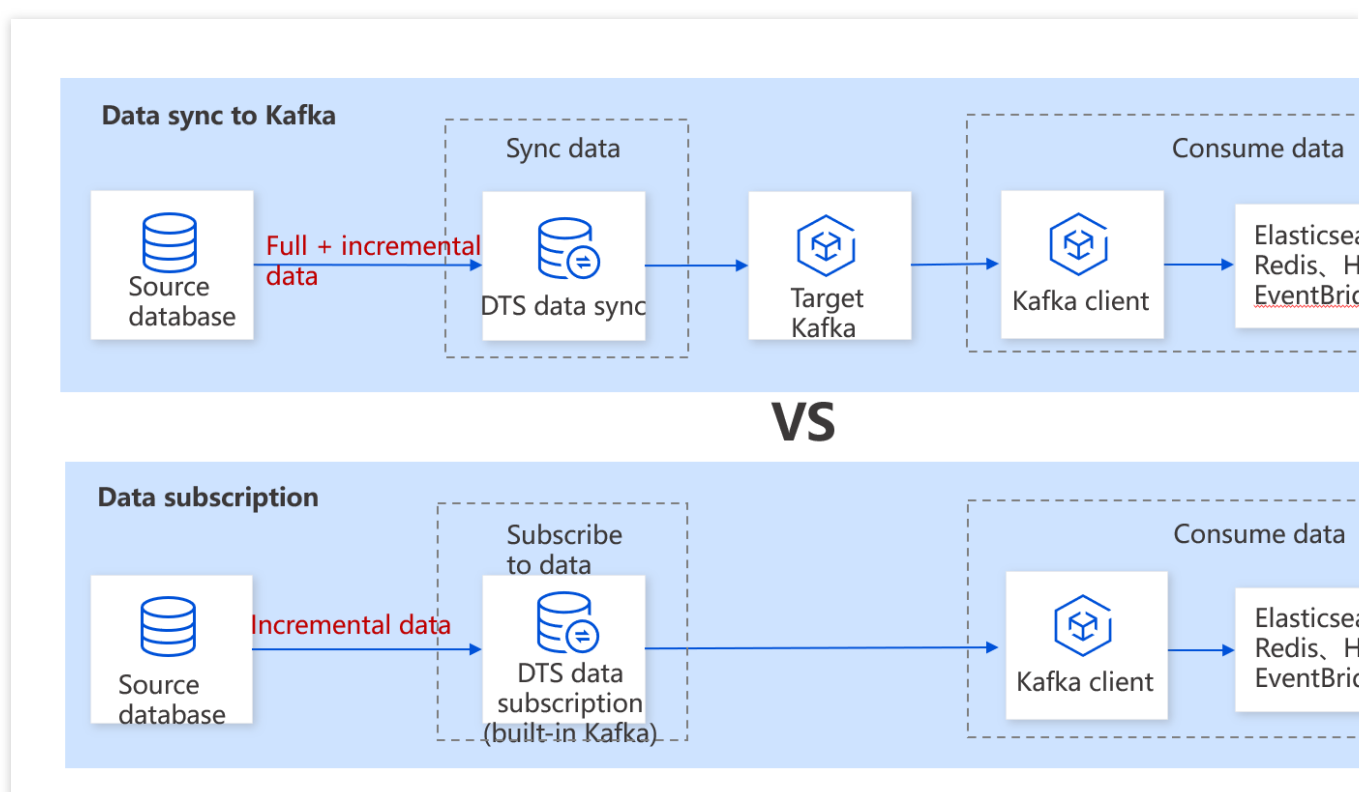 Data sync to Kafka
Sync data
Consume data
Source
database
Full + incremental
data
DTS data sync
Target
Kafka
Kafka client
Redis、
VS
Data subscription
Subscribe
to data
Consume data
Source
database
Incremental data
DTS data
subscription
(built-in Kafka)
Kafka client
Redis、